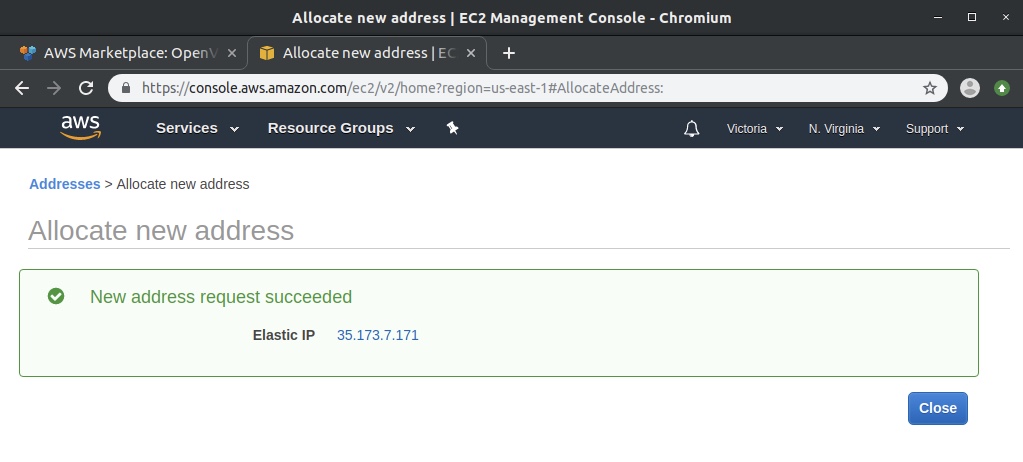 Allocate new address | EC2 Management Console - Chromium
AWS Marketplace: OpenV
Allocate new address | EC
https://console.aws.amazon.com/ec2/v2/home?region=us-east-1#AllocateAddress:
aws Services Resource Groups Victoria N. Virginia Support
Addresses > Allocate new address
Allocate new address
New address request succeeded
Elastic IP 35.173.7.171
Close